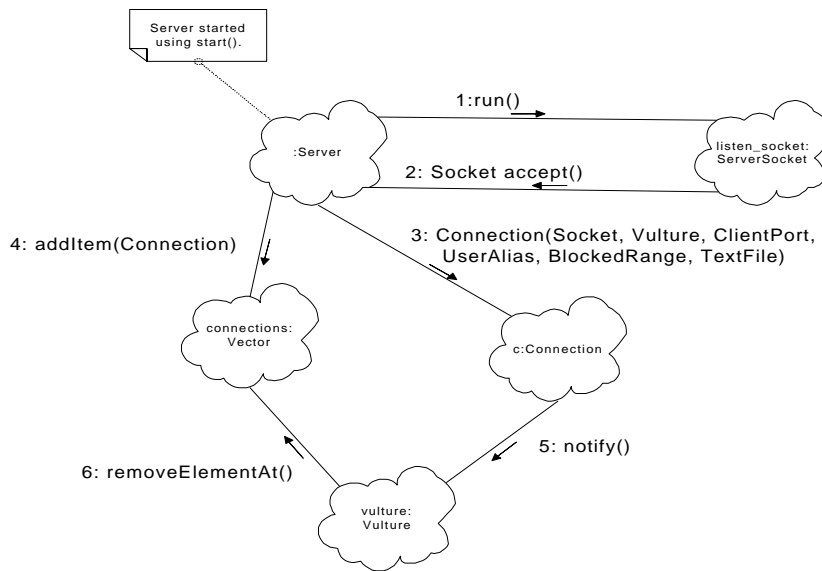 Server started
using start().
1:run()
:Server
listen_socket:
ServerSocket
2: Socket accept()
4: addItem(Connection)
3: Connection(Socket, Vulture, ClientPort,
UserAlias, BlockedRange, TextFile)
connections:
Vector
c:Connection
5: notify()
6: removeElementAt()
vulture:
Vulture